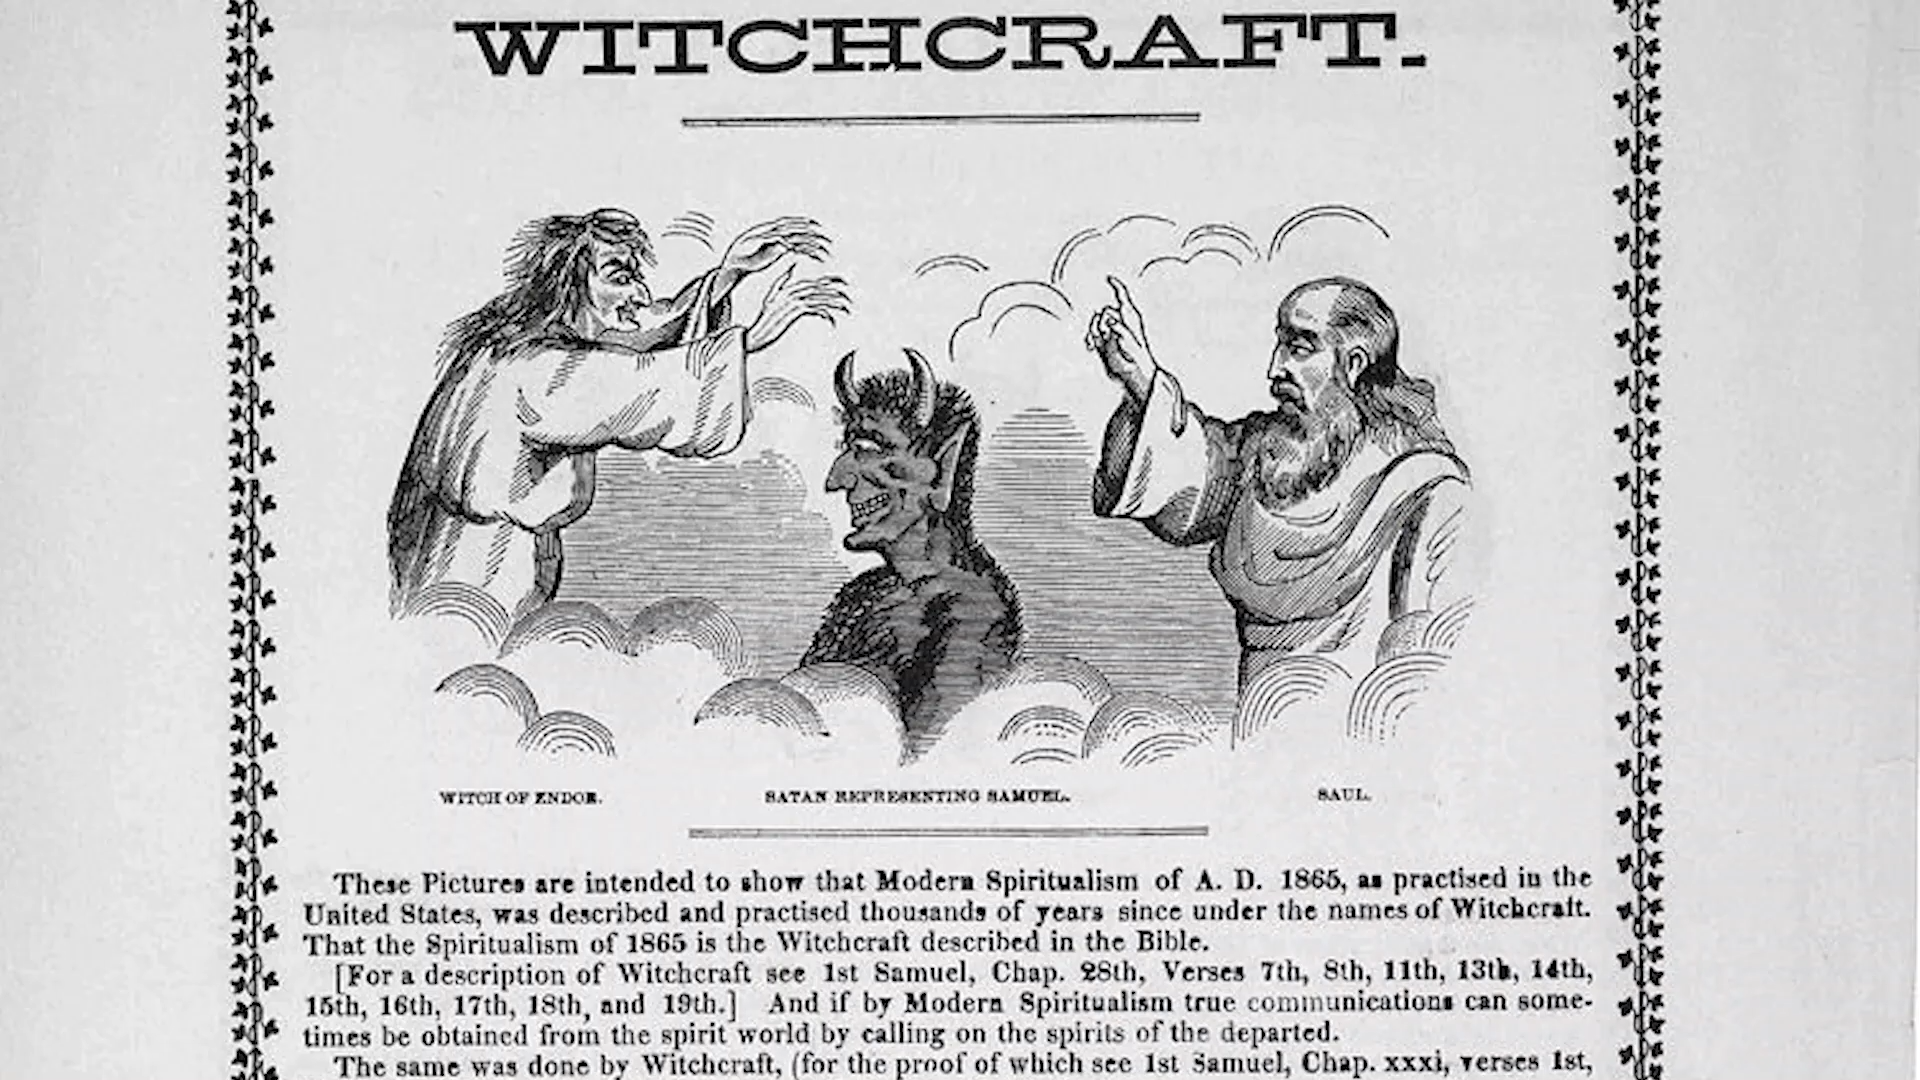 WITCHCRAFT.
WITCH OF ENDOR.
SATAN REPRESENTING SAMUEL.
SAUL.
These Pictures are intended to show that Modern Spiritualism of A. D. 1865, as practised in the
United States, was described and practised thousands of years since under the names of Witchcraft.
That the Spiritualism of 1865 is the Witchcraft described in the Bible.
[For a description of Witchcraft see 1st Samuel, Chap. 28th, Verses 7th, 8th, 11th, 13th, 14th,
15th, 16th, 17th, 18th, and 19th.] And if by Modern Spiritualism true communications can some-
times be obtained from the spirit world by calling on the spirits of the departed.
The same was done by Witchcraft, (for the proof of which see 1st Samuel, Chap. xxxi, verses 1st,